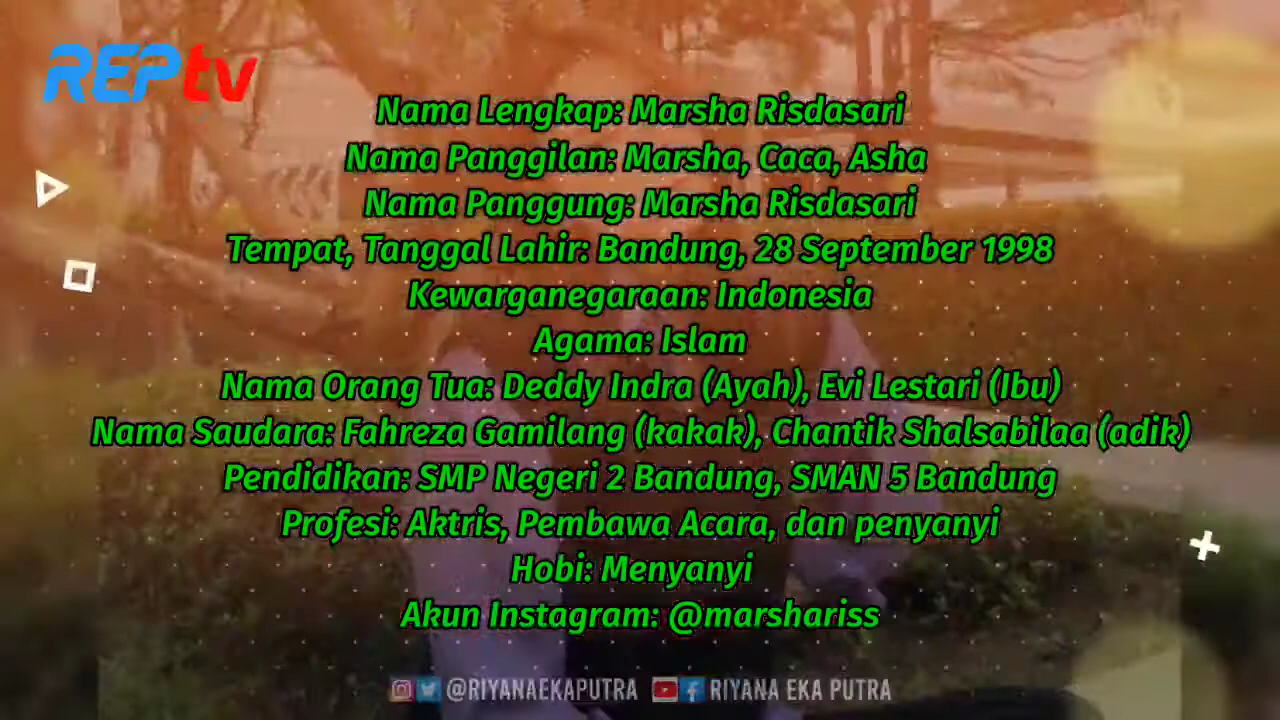 REPtv
Nama Lengkap: Marsha Risdasari
Nama Panggilan: Marsha, Caca, Asha
Nama Panggung: Marsha Risdasari
Tempat, Tanggal Lahir: Bandung, 28 September 1998
Kewarganegaraan: Indonesia
Agama: Islam
Nama Orang Tua: Deddy Indra (Ayah), Evi Lestari (Ibu)
Nama Saudara: Fahreza Gamilang (kakak), Chantik Shalsabilaa (adik)
Pendidikan: SMP Negeri 2 Bandung, SMAN 5 Bandung
Profesi: Aktris, Pembawa Acara, dan penyanyi
Hobi: Menyanyi
Akun Instagram: @marshariss
@RIYANAEKAPUTRA RIYANA EKA PUTRA